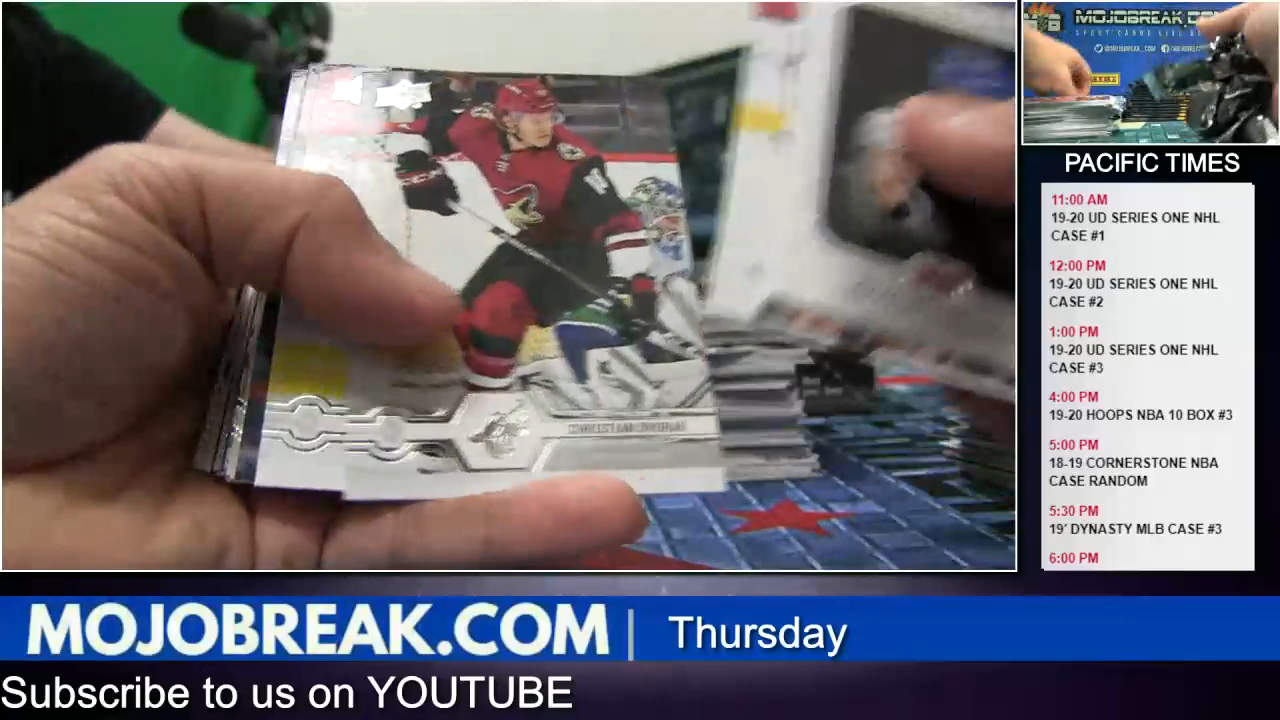 MOJOBREAK.CO
PACIFIC TIMES
11:00 AM
19-20 UD SERIES ONE NHL
CASE #1
12:00 PM
19-20 UD SERIES ONE NHL
CASE #2
1:00 PM
19-20 UD SERIES ONE NHL
CASE #3
4:00 PM
19-20 HOOPS NBA 10 BOX #3
5:00 PM
18-19 CORNERSTONE NBA
CASE RANDOM
5:30 PM
19' DYNASTY MLB CASE #3
6:00 PM
MOJOBREAK.COM | Thursday
Subscribe to us on YOUTUBE